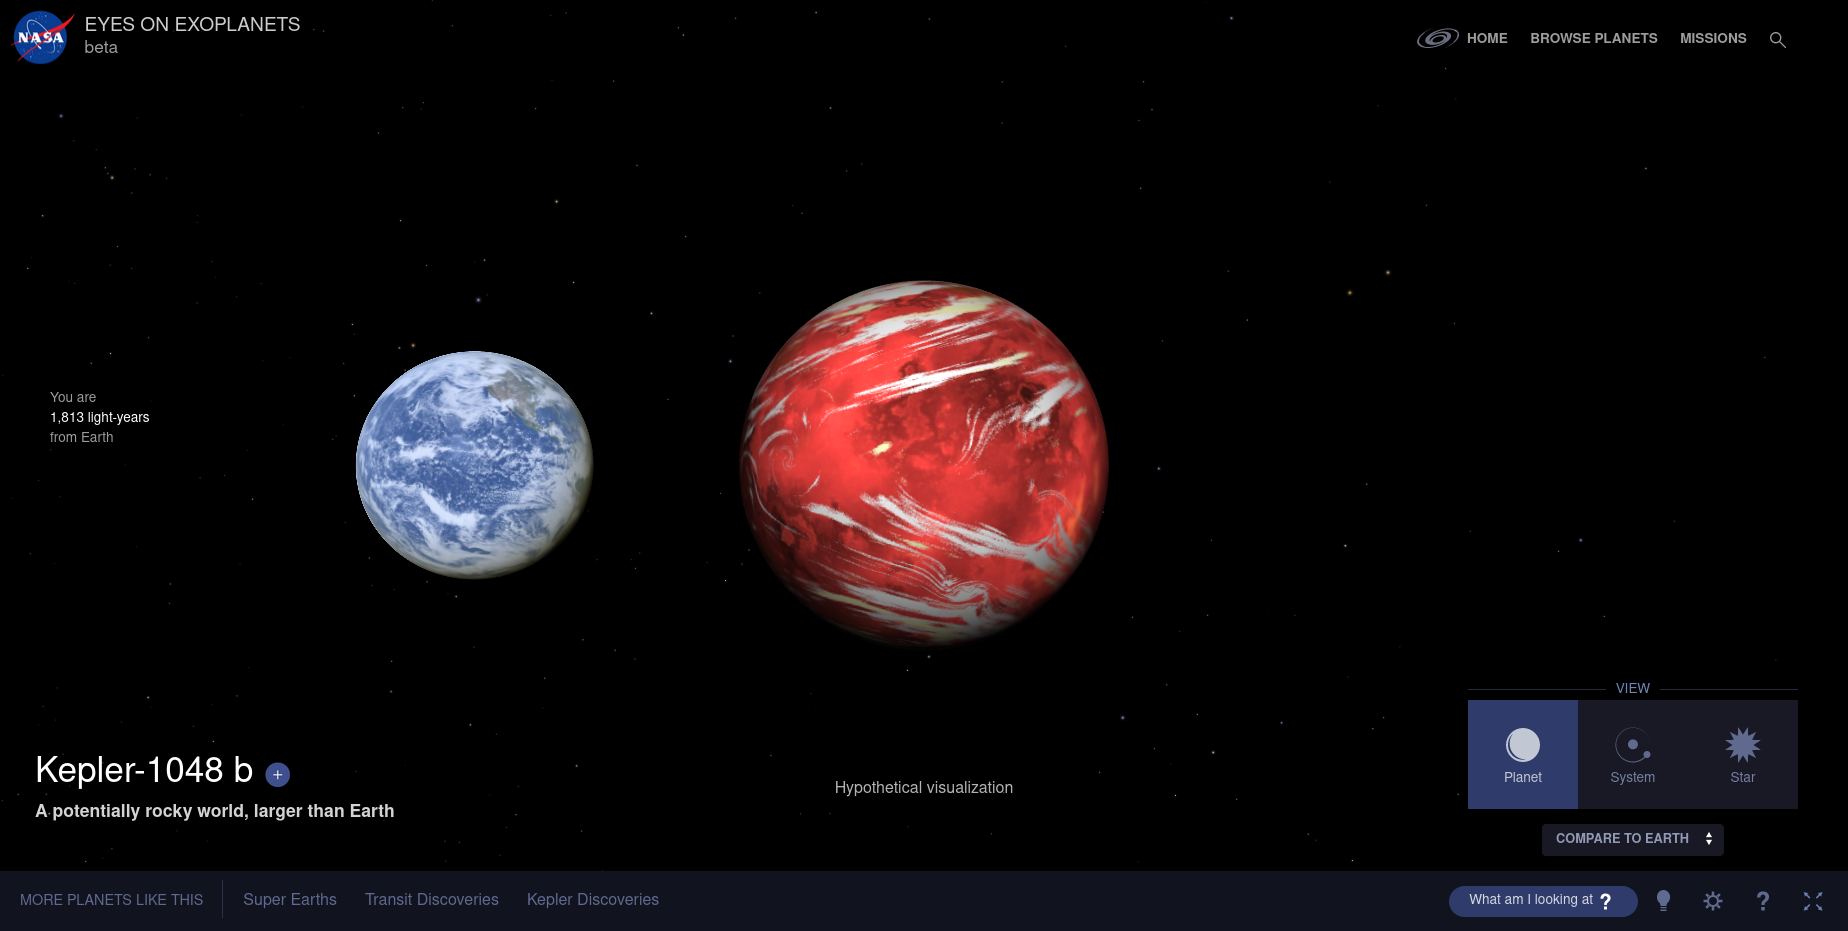 NASA
EYES ON EXOPLANETS
beta
HOME
BROWSE PLANETS
MISSIONS
You are
1,813 light-years
from Earth
Kepler-1048 b +
A potentially rocky world, larger than Earth
Hypothetical visualization
VIEW
Planet
System
Star
COMPARE TO EARTH
MORE PLANETS LIKE THIS
Super Earths
Transit Discoveries
Kepler Discoveries
What am I looking at ?
?